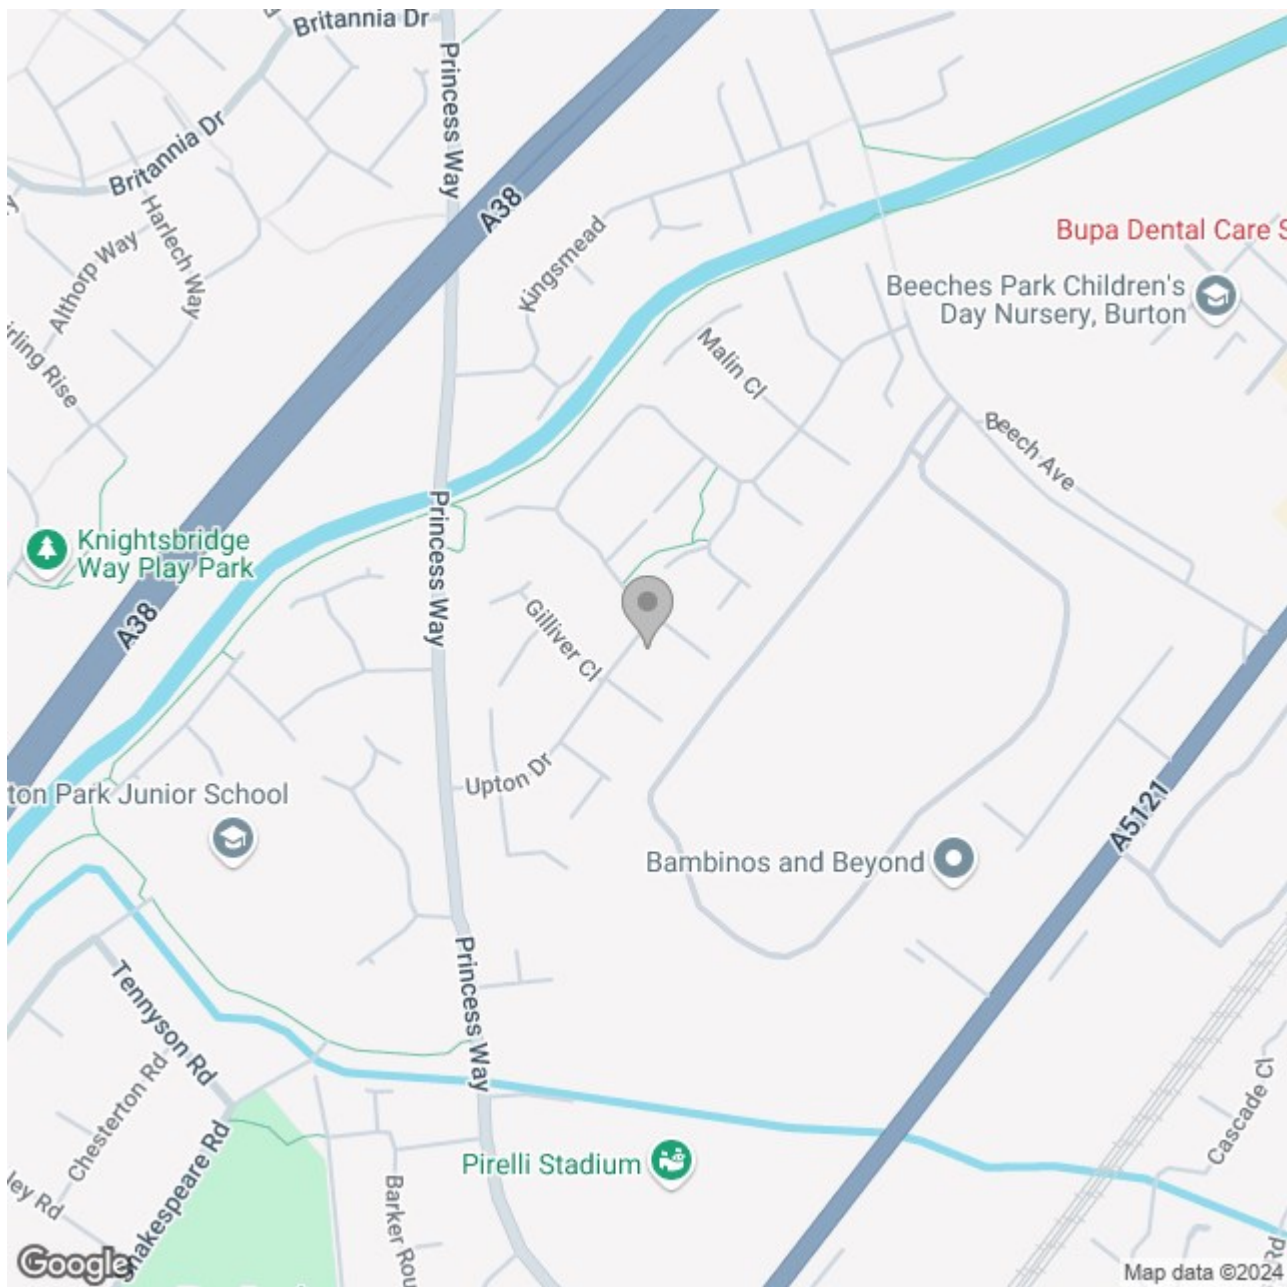 Britannia Dr
Princess Way
A38
Britannia Dr
Harlech Way
Althorp Way
Kingsmead
Bupa Dental Care S
Beeches Park Children's
Day Nursery, Burton
Malin Cl
Rise
Beech Ave
Princess Way
Knightsbridge
Way Play Park
A38
Gilliver Cl
Upton Dr
ton Park Junior School
A5121
Bambinos and Beyond
Princess Way
Tennyson Rd
Chesterton Rd
Cascade Cl
Shakespeare Rd
Pirelli Stadium
ley Rd
Barker Rou
Rd
Google
Map data ©2024